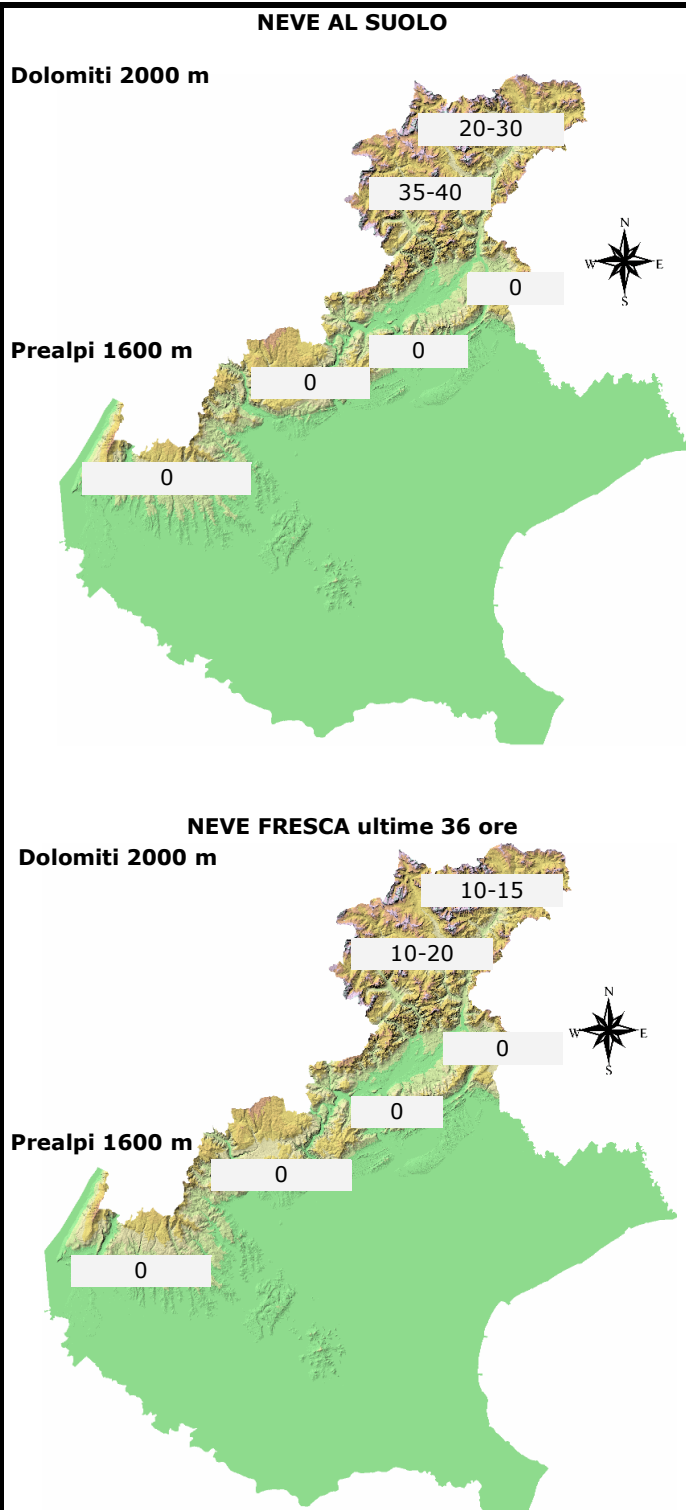 NEVE AL SUOLO
Dolomiti 2000 m
20-30
35-40
N
W E
S
0
Prealpi 1600 m
0
0
0
NEVE FRESCA ultime 36 ore
Dolomiti 2000 m
10-15
10-20
N
W E
S
0
0
Prealpi 1600 m
0
0